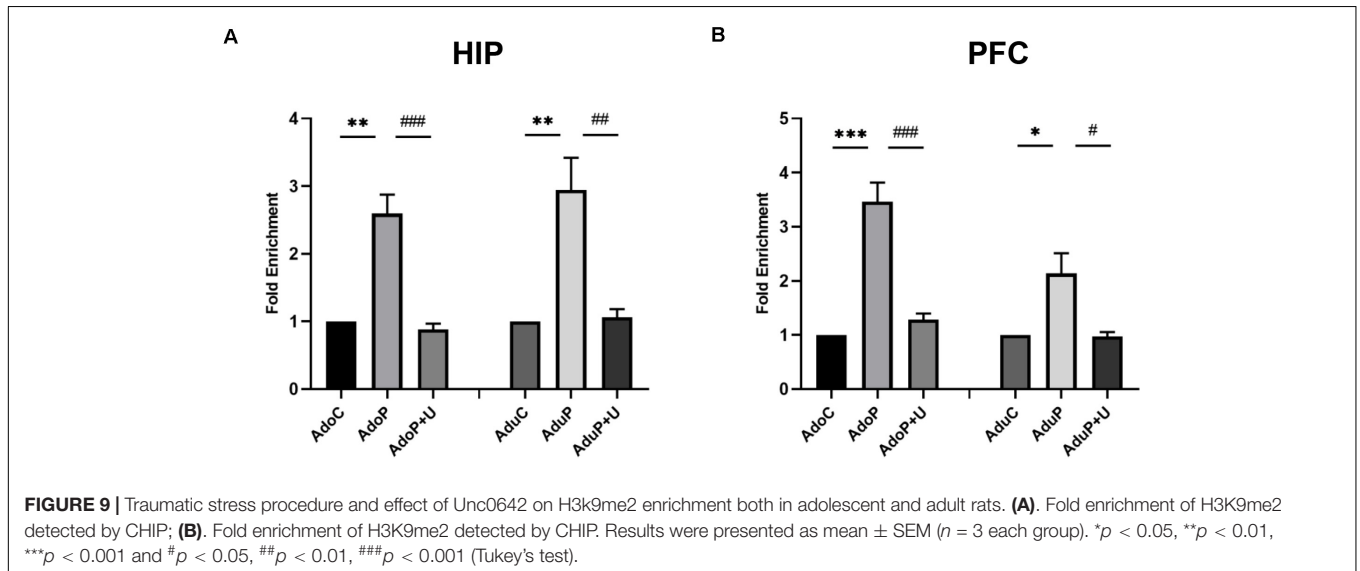 A
HIP
B
PFC
** ### ** ##
*** ### * #
Fold Enrichment
4
3
2
1
0
AdoC AdoP AdoP+U AduC AduP AduP+U
Fold Enrichment
5
4
3
2
1
0
AdoC AdoP AdoP+U AduC AduP AduP+U
FIGURE 9 | Traumatic stress procedure and effect of Unc0642 on H3k9me2 enrichment both in adolescent and adult rats. (A). Fold enrichment of H3K9me2
detected by CHIP; (B). Fold enrichment of H3K9me2 detected by CHIP. Results were presented as mean ± SEM (n = 3 each group). *p < 0.05, **p < 0.01,
***p < 0.001 and #p < 0.05, ##p < 0.01, ###p < 0.001 (Tukey's test).